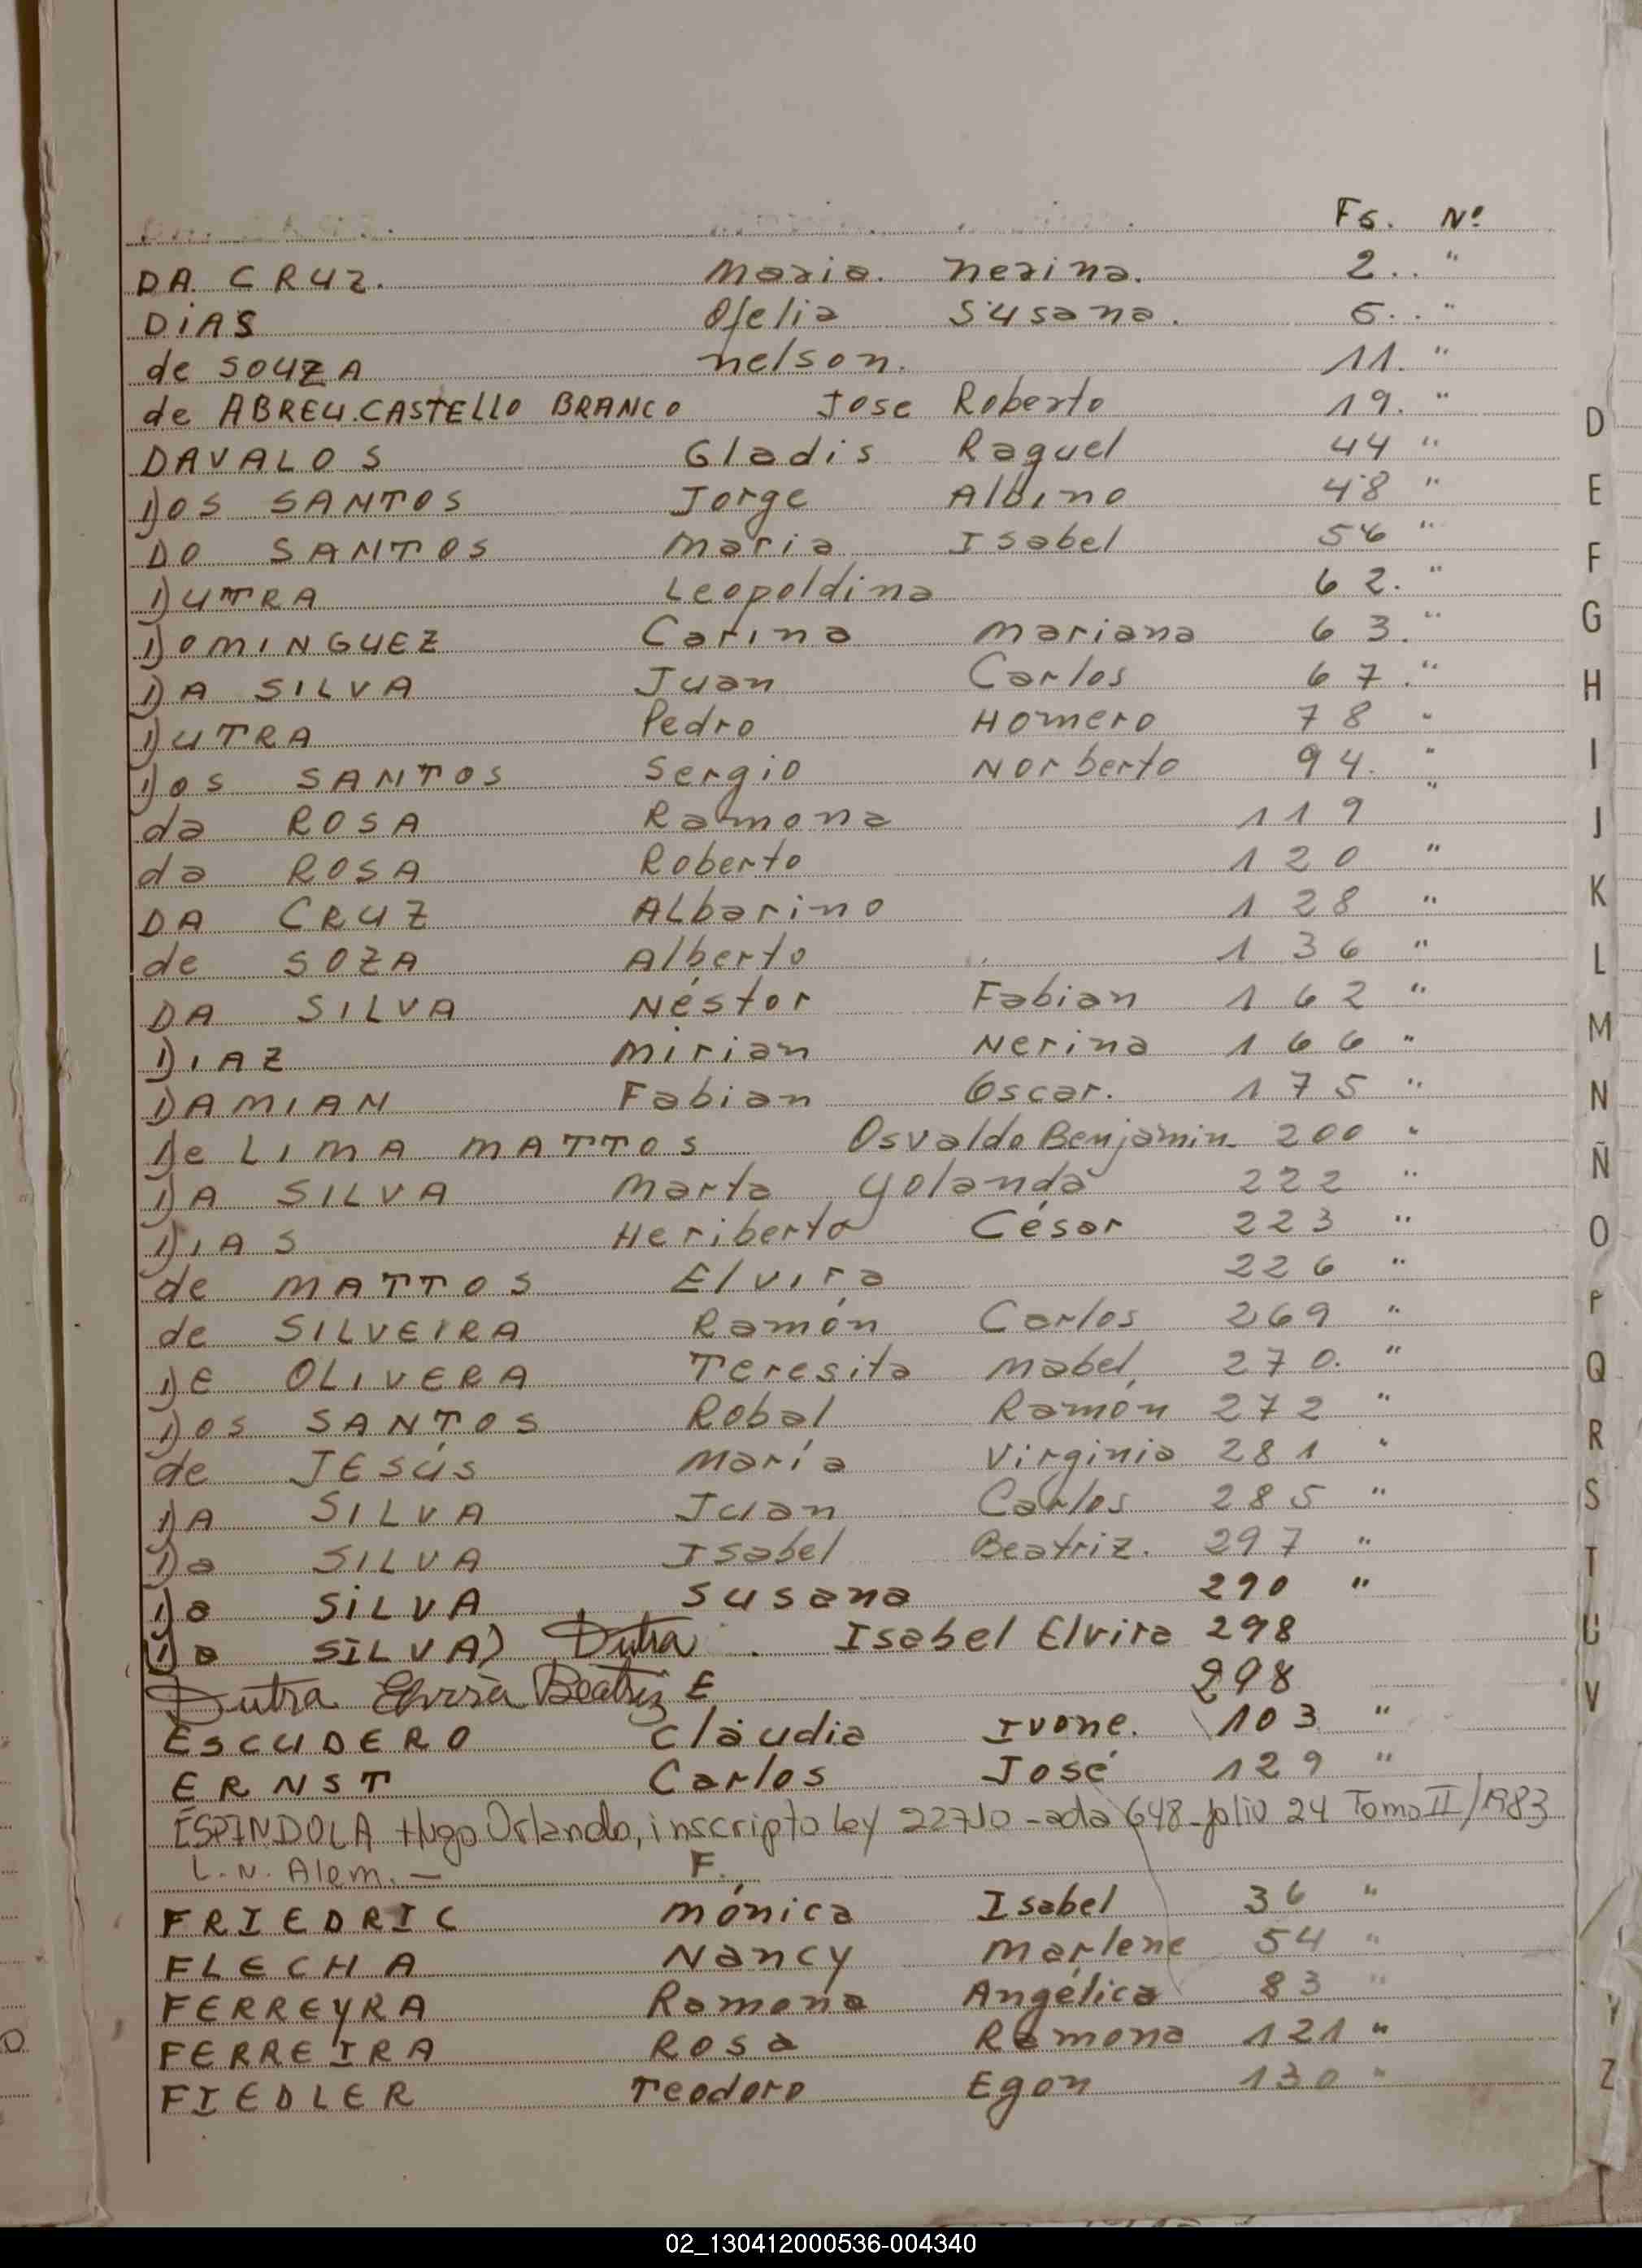 Fs. Nº
DA CRUZ. Maria. Nerina. 2.. "
DIAS Ofelia Susana. 6.. "
de SOUZA Nelson. 11. "
de ABREU.CASTELLO BRANCO Jose Roberto 19. "
DAVALOS Gladis Raquel 44 "
DOS SANTOS Jorge Albino 48 "
DO SANTOS Maria Isabel 56 "
DUTRA Leopoldina 62. "
DOMINGUEZ Carina Mariana 63. "
DA SILVA Juan Carlos 67. "
DUTRA Pedro Homero 78 "
DOS SANTOS Sergio Norberto 94. "
da ROSA Ramona 119 "
da ROSA Roberto 120 "
DA CRUZ Albarino 128 "
de SOZA Alberto 136 "
DA SILVA Néstor Fabian 162 "
DIAZ Mirian Nerina 166 "
DAMIAN Fabian Oscar. 175 "
De LIMA MATTOS Osvaldo Benjamin 200 "
DA SILVA Marta Yolanda 222 "
DIAS Heriberto César 223 "
de MATTOS Elvira 226 "
de SILVEIRA Ramón Carlos 269 "
DE OLIVERA Teresita Mabel 270. "
DOS SANTOS Robal Ramón 272 "
de JESÚS María Virginia 281 "
DA SILVA Juan Carlos 285 "
Da SILVA Isabel Beatriz. 297 "
Da SILVA Susana 290 "
(Da SILVA) Dutra Isabel Elvira 298
Dutra Elvira Beatriz E 298
ESCUDERO Claudia Ivone. 103 "
ERNST Carlos José 129 "
ESPINDOLA Hugo Orlando, inscripto ley 22710 - acta 648 - folio 24 Tomo II/1983
L.N. Alem. —
F.
FRIEDRIC Mónica Isabel 36 "
FLECHA Nancy Marlene 54 "
FERREYRA Ramona Angélica 83 "
FERREIRA Rosa Ramona 121 "
FIEDLER Teodoro Egon 130 "
D
E
F
G
H
I
J
K
L
M
N
Ñ
O
P
Q
R
S
T
U
V
Y
Z
02_130412000536-004340